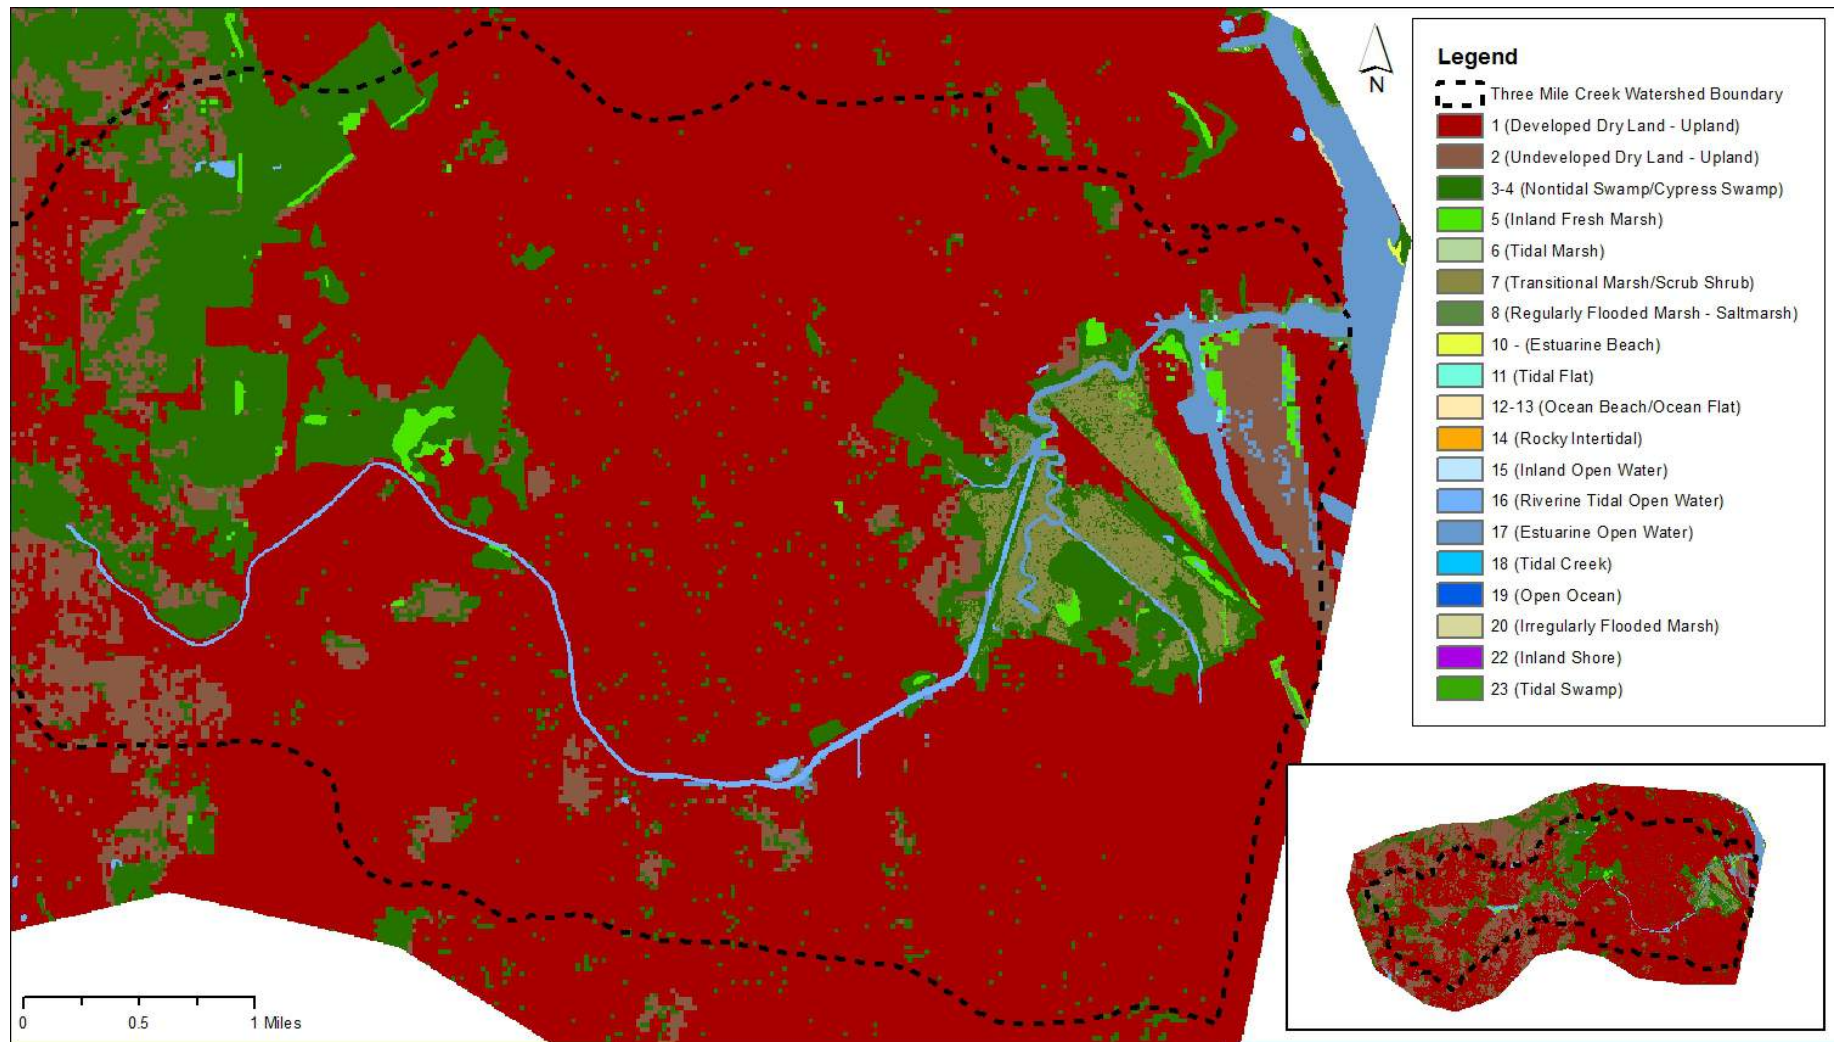 N
Legend
Three Mile Creek Watershed Boundary
1 (Developed Dry Land - Upland)
2 (Undeveloped Dry Land - Upland)
3-4 (Nontidal Swamp/Cypress Swamp)
5 (Inland Fresh Marsh)
6 (Tidal Marsh)
7 (Transitional Marsh/Scrub Shrub)
8 (Regularly Flooded Marsh - Saltmarsh)
10 - (Estuarine Beach)
11 (Tidal Flat)
12-13 (Ocean Beach/Ocean Flat)
14 (Rocky Intertidal)
15 (Inland Open Water)
16 (Riverine Tidal Open Water)
17 (Estuarine Open Water)
18 (Tidal Creek)
19 (Open Ocean)
20 (Irregularly Flooded Marsh)
22 (Inland Shore)
23 (Tidal Swamp)
0 0.5 1 Miles